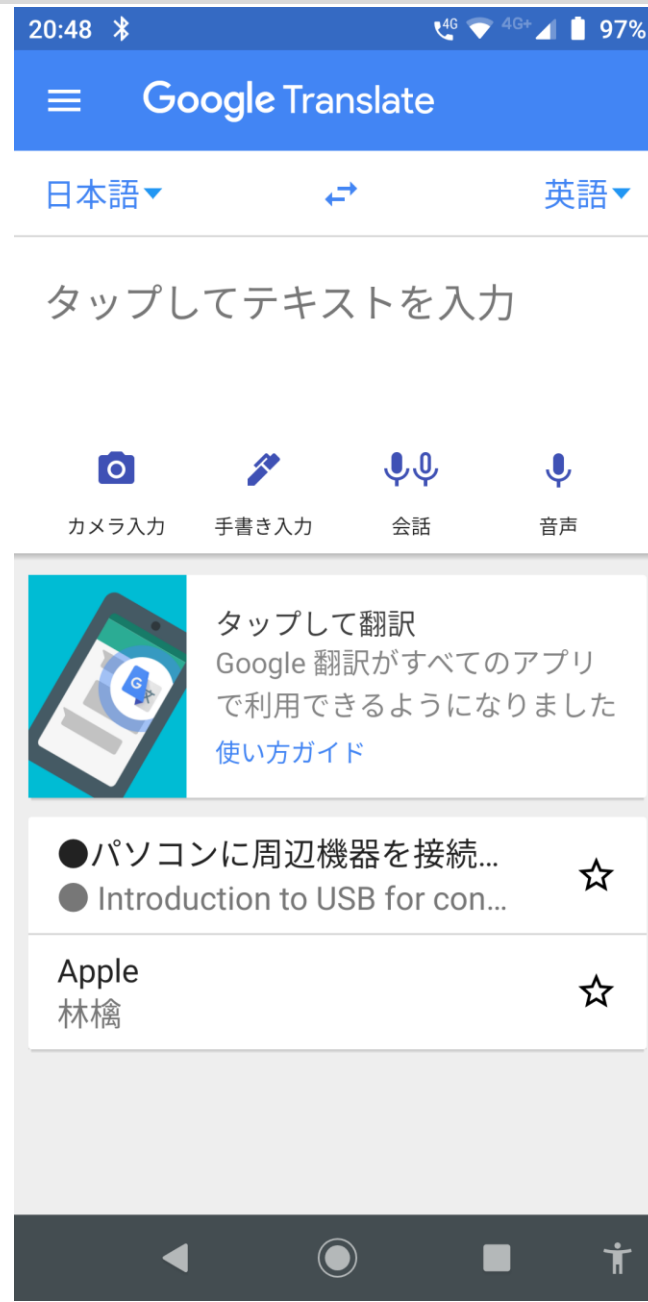 20:48 4G 4G+ 97%
Google Translate
日本語 英語
タップしてテキストを入力
カメラ入力 手書き入力 会話 音声
タップして翻訳
Google 翻訳がすべてのアプリ
で利用できるようになりました
使い方ガイド
●パソコンに周辺機器を接続...
● Introduction to USB for con...
Apple
林檎